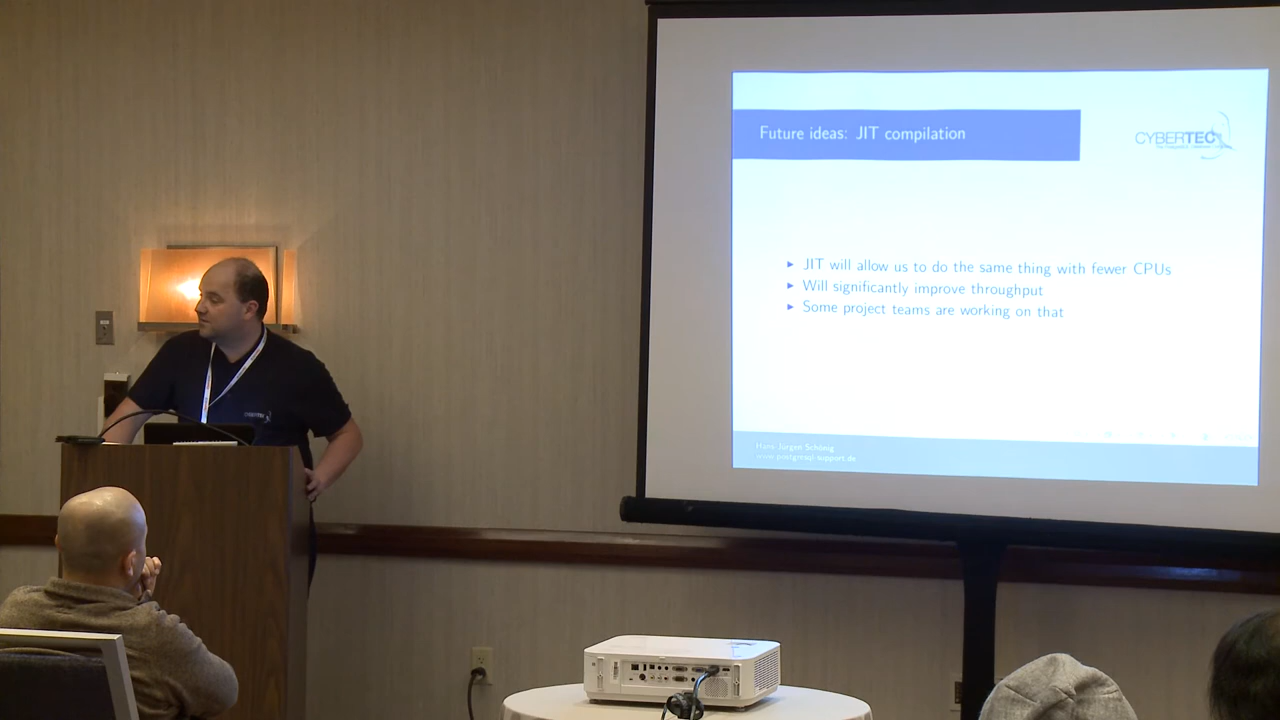 Future ideas: JIT compilation
CYBERTEC
JIT will allow us to do the same thing with fewer CPUs
Will significantly improve throughput
Some project teams are working on that
Hans-Jürgen Schönig
www.postgresql-support.de
CYBERTEC